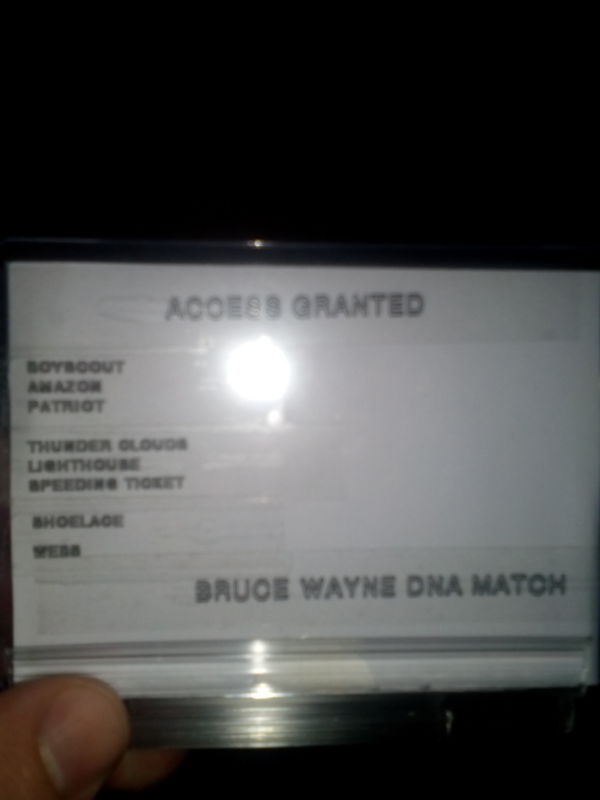 ACCESS GRANTED
BOYSCOUT
AMAZON
PATRIOT
THUNDER CLOUDS
LIGHTHOUSE
SPEEDING TICKET
SHOELACE
WEBB
BRUCE WAYNE DNA MATCH